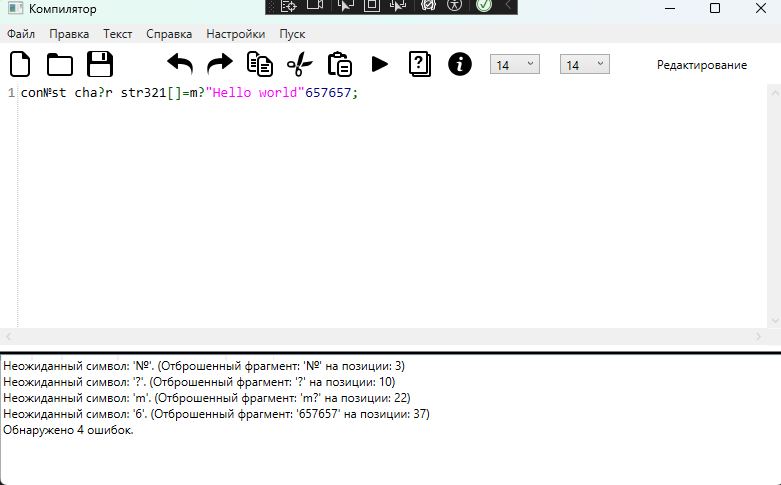 Компилятор
Файл Правка Текст Справка Настройки Пуск
14 14 Редактирование
1 con№st cha?r str321[]=m?"Hello world"657657;
Неожиданный символ: '№'. (Отброшенный фрагмент: '№' на позиции: 3)
Неожиданный символ: '?'. (Отброшенный фрагмент: '?' на позиции: 10)
Неожиданный символ: 'm'. (Отброшенный фрагмент: 'm?' на позиции: 22)
Неожиданный символ: '6'. (Отброшенный фрагмент: '657657' на позиции: 37)
Обнаружено 4 ошибок.